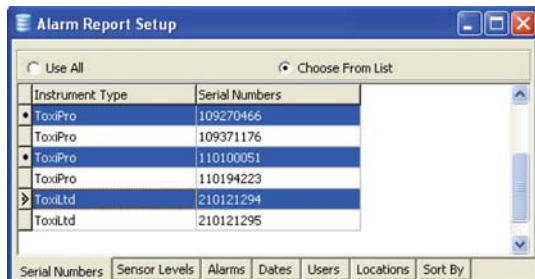 Alarm Report Setup
Use All Choose From List
Instrument Type Serial Numbers
ToxiPro 109270466
ToxiPro 109371176
ToxiPro 110100051
ToxiPro 110194223
ToxiLtd 210121294
ToxiLtd 210121295
Serial Numbers Sensor Levels Alarms Dates Users Locations Sort By